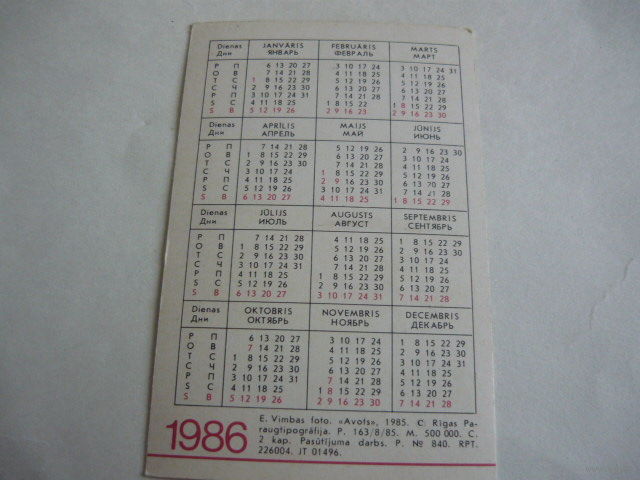 Dienas JANVĀRIS FEBRUĀRIS MARTS
Дни ЯНВАРЬ ФЕВРАЛЬ МАРТ
P П 6 13 20 27 3 10 17 24 3 10 17 24 31
O В 7 14 21 28 4 11 18 25 4 11 18 25
T С 1 8 15 22 29 5 12 19 26 5 12 19 26
C Ч 2 9 16 23 30 6 13 20 27 6 13 20 27
P П 3 10 17 24 31 7 14 21 28 7 14 21 28
S С 4 11 18 25 1 8 15 22 1 8 15 22 29
S В 5 12 19 26 2 9 16 23 2 9 16 23 30
Dienas APRĪLIS MAIJS JŪNIJS
Дни АПРЕЛЬ МАЙ ИЮНЬ
P П 7 14 21 28 5 12 19 26 2 9 16 23 30
O В 1 8 15 22 29 6 13 20 27 3 10 17 24
T С 2 9 16 23 30 7 14 21 28 4 11 18 25
C Ч 3 10 17 24 1 8 15 22 29 5 12 19 26
P П 4 11 18 25 2 9 16 23 30 6 13 20 27
S С 5 12 19 26 3 10 17 24 31 7 14 21 28
S В 6 13 20 27 4 11 18 25 1 8 15 22 29
Dienas JŪLIJS AUGUSTS SEPTEMBRIS
Дни ИЮЛЬ АВГУСТ СЕНТЯБРЬ
P П 7 14 21 28 4 11 18 25 1 8 15 22 29
O В 1 8 15 22 29 5 12 19 26 2 9 16 23 30
T С 2 9 16 23 30 6 13 20 27 3 10 17 24
C Ч 3 10 17 24 31 7 14 21 28 4 11 18 25
P П 4 11 18 25 1 8 15 22 29 5 12 19 26
S С 5 12 19 26 2 9 16 23 30 6 13 20 27
S В 6 13 20 27 3 10 17 24 31 7 14 21 28
Dienas OKTOBRIS NOVEMBRIS DECEMBRIS
Дни ОКТЯБРЬ НОЯБРЬ ДЕКАБРЬ
P П 6 13 20 27 3 10 17 24 1 8 15 22 29
O В 7 14 21 28 4 11 18 25 2 9 16 23 30
T С 1 8 15 22 29 5 12 19 26 3 10 17 24 31
C Ч 2 9 16 23 30 6 13 20 27 4 11 18 25
P П 3 10 17 24 31 7 14 21 28 5 12 19 26
S С 4 11 18 25 1 8 15 22 29 6 13 20 27
S В 5 12 19 26 2 9 16 23 30 7 14 21 28
1986
E. Vimbas foto. «Avots», 1985. C. Rīgas Pa-
raugtipogrāfija. P. 163/8/85. M. 500 000. C.
2 kap. Pasūtījuma darbs. P. № 840. RPT.
226004. JT 01496.